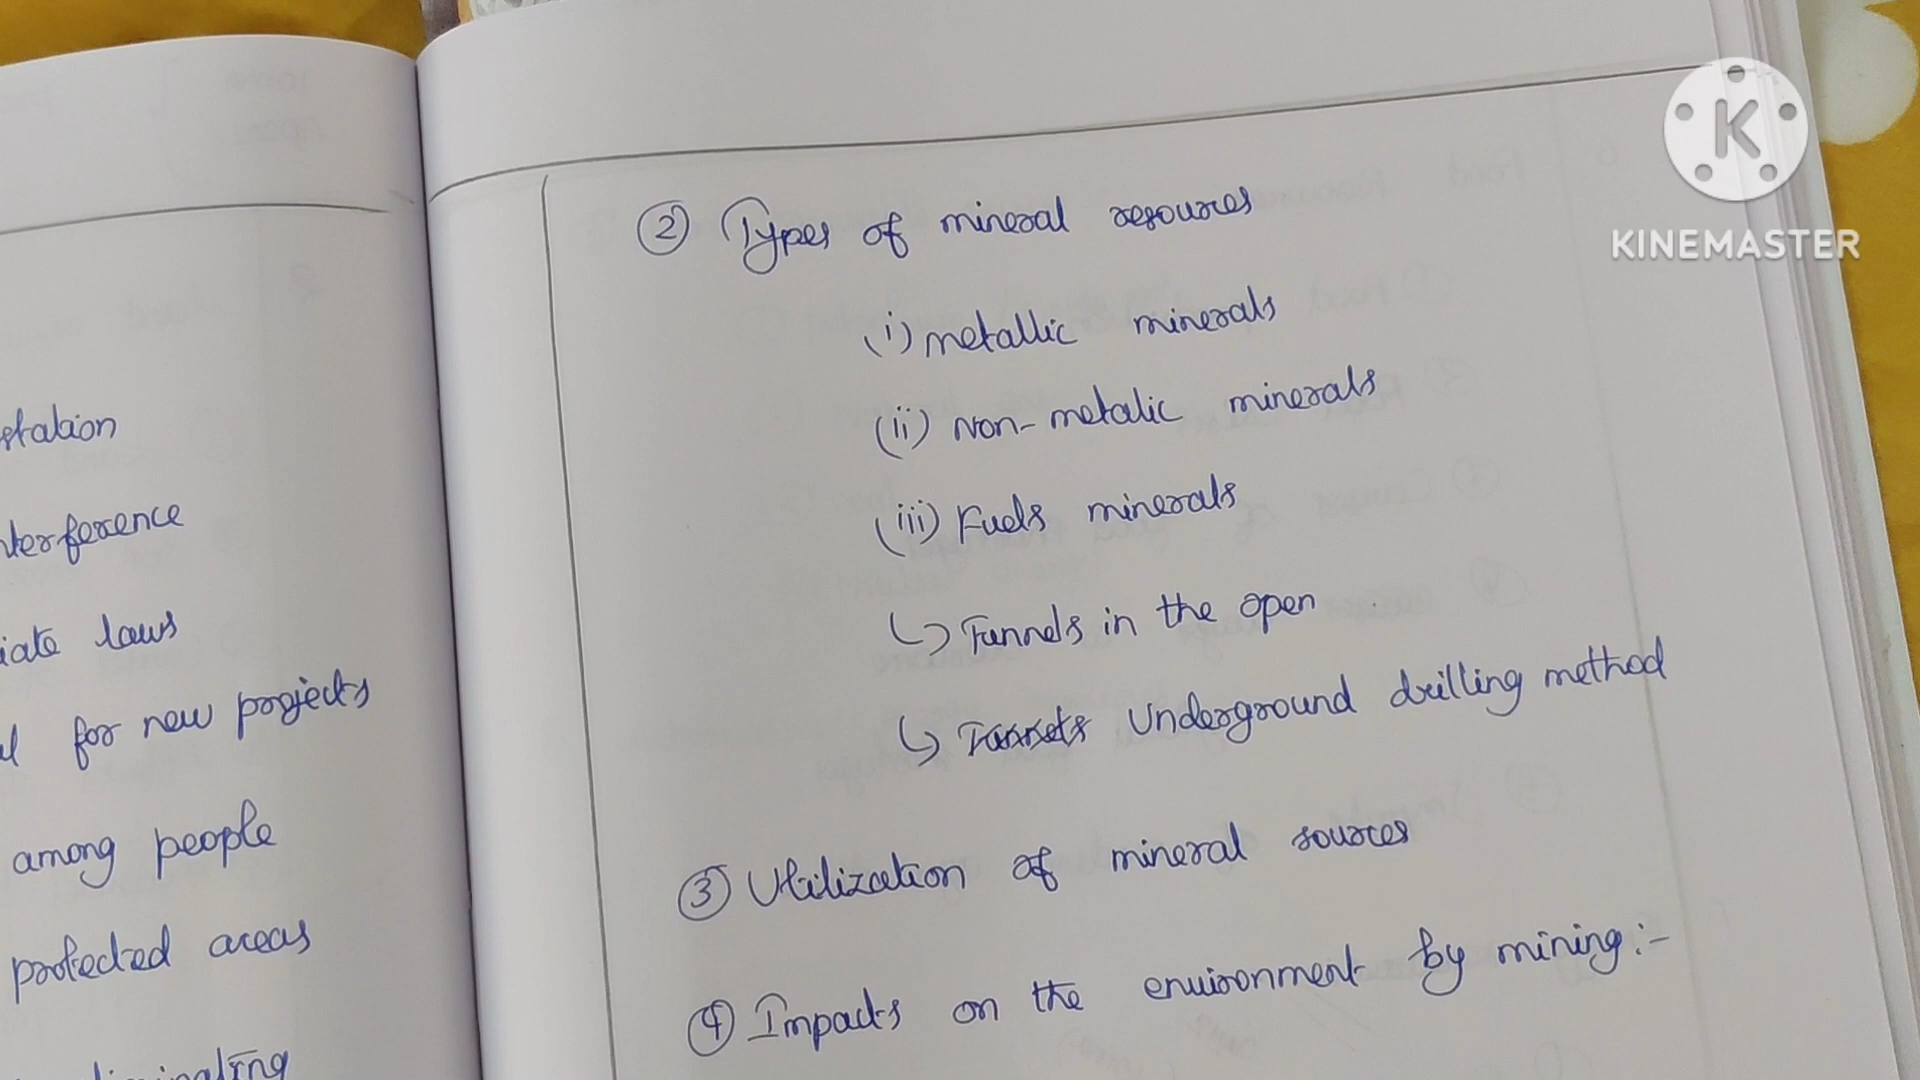 station
nterference
iate laws
for new projects
among people
protected areas
② Types of mineral resources
(i) metallic minerals
(ii) Non-metalic minerals
(iii) Fuels minerals
↳ Tunnels in the open
↳ Underground drilling method
③ Utilization of mineral sources
④ Impacts on the environment by mining:-
K
KINEMASTER